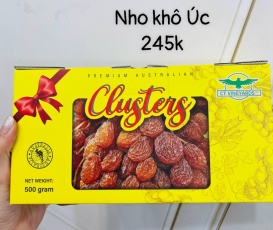 Nho khô Úc
245k
PREMIUM AUSTRALIAN
Clusters
CT VINEYARDS
NET WEIGHT:
500 gram